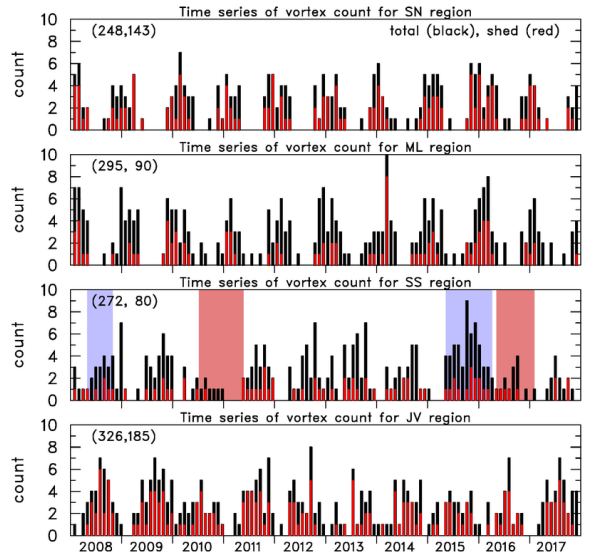 Time series of vortex count for SN region
(248,143)
total (black), shed (red)
count
10
8
6
4
2
0
Time series of vortex count for ML region
(295, 90)
count
10
8
6
4
2
0
Time series of vortex count for SS region
(272, 80)
count
10
8
6
4
2
0
Time series of vortex count for JV region
(326,185)
count
10
8
6
4
2
0
2008 2009 2010 2011 2012 2013 2014 2015 2016 2017